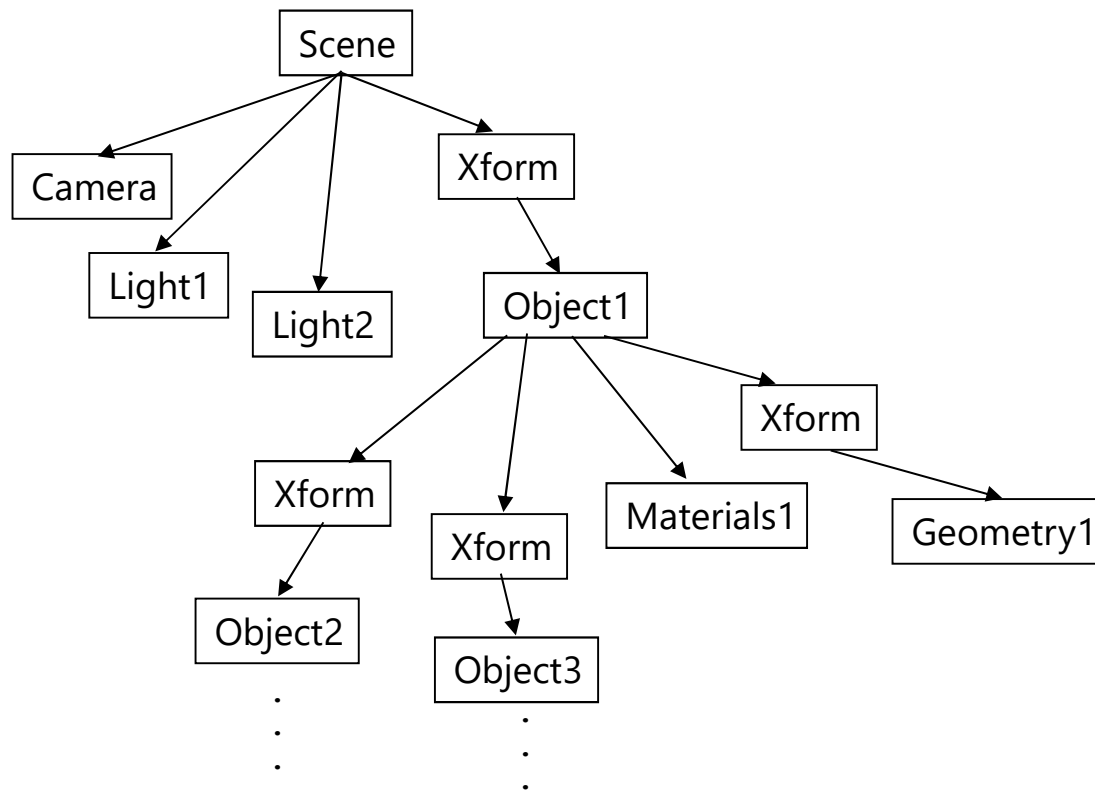 Scene
Camera
Xform
Light1
Light2
Object1
Xform
Xform
Xform
Materials1
Geometry1
Object2
Object3